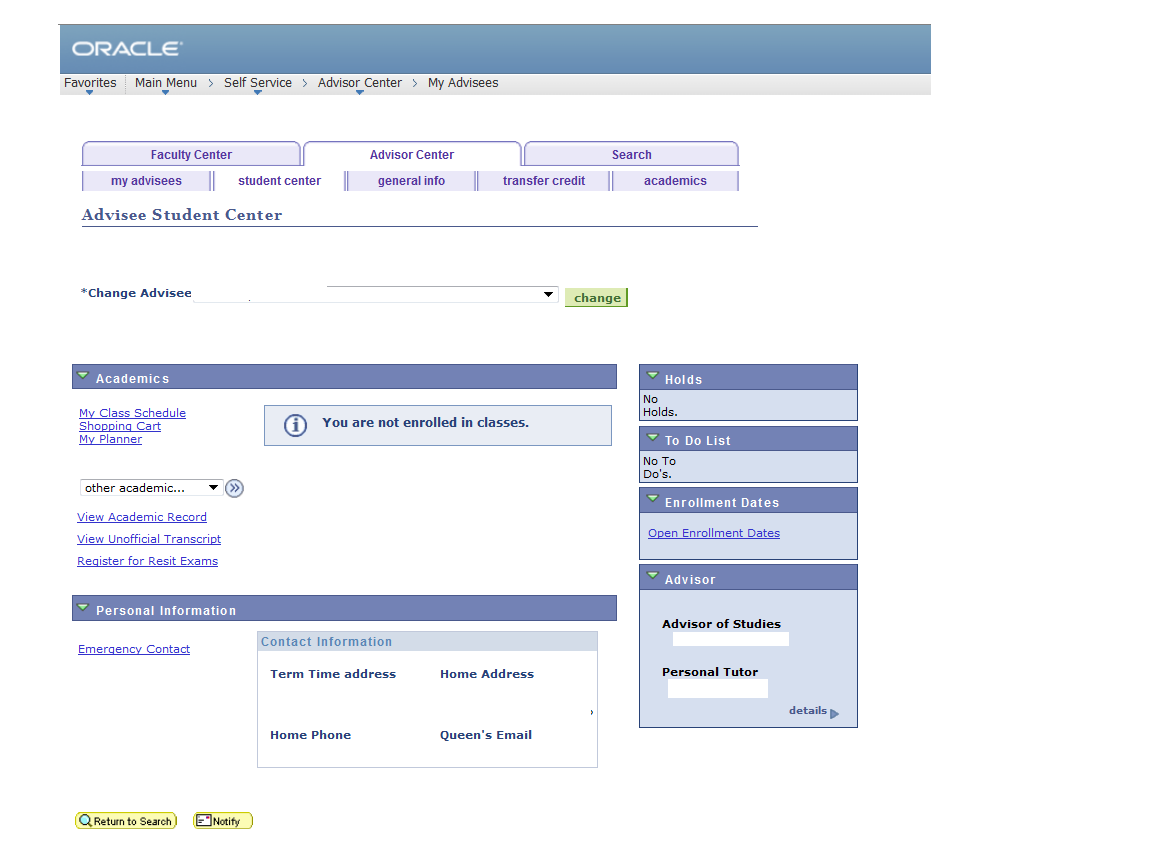 ORACLE
Favorites Main Menu > Self Service > Advisor Center > My Advisees
Faculty Center Advisor Center Search
my advisees student center general info transfer credit academics
Advisee Student Center
*Change Advisee change
Academics
My Class Schedule
Shopping Cart
My Planner
You are not enrolled in classes.
other academic...
View Academic Record
View Unofficial Transcript
Register for Resit Exams
Personal Information
Emergency Contact
Contact Information
Term Time address Home Address
Home Phone Queen's Email
Holds
No
Holds.
To Do List
No To
Do's.
Enrollment Dates
Open Enrollment Dates
Advisor
Advisor of Studies
Personal Tutor
details
Return to Search Notify